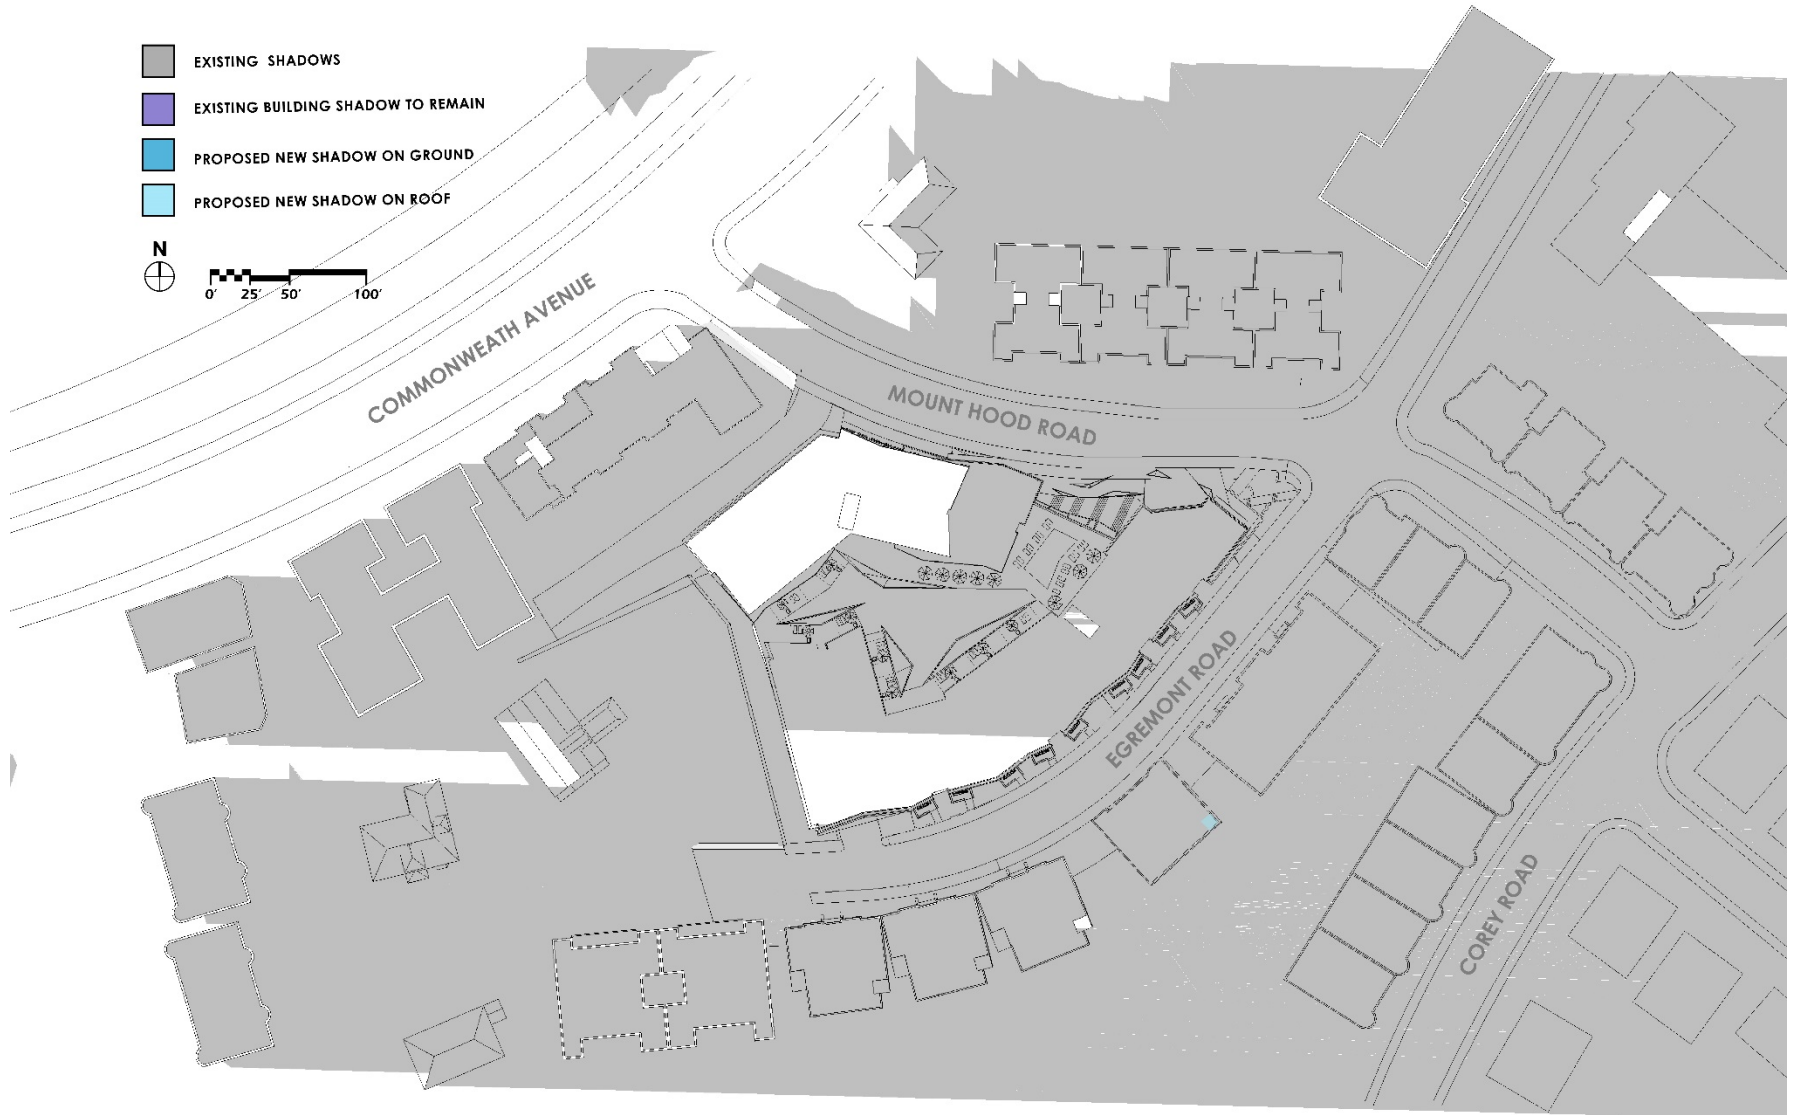 EXISTING SHADOWS
EXISTING BUILDING SHADOW TO REMAIN
PROPOSED NEW SHADOW ON GROUND
PROPOSED NEW SHADOW ON ROOF
N
0' 25' 50' 100'
COMMONWEATH AVENUE
MOUNT HOOD ROAD
EGREMONT ROAD
COREY ROAD